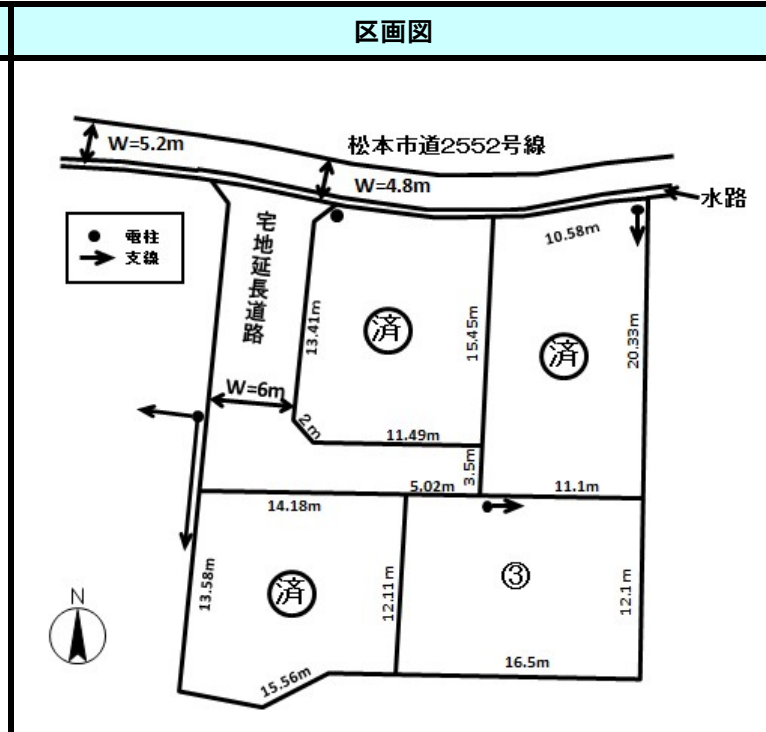 区画図
松本市道2552号線
W=5.2m
W=4.8m
水路
電柱
支線
宅地延長道路
10.58m
13.41m
済
15.45m
済
20.33m
W=6m
2m
11.49m
3.5m
5.02m
11.1m
14.18m
③
13.58m
済
12.11m
12.1m
N
15.56m
16.5m